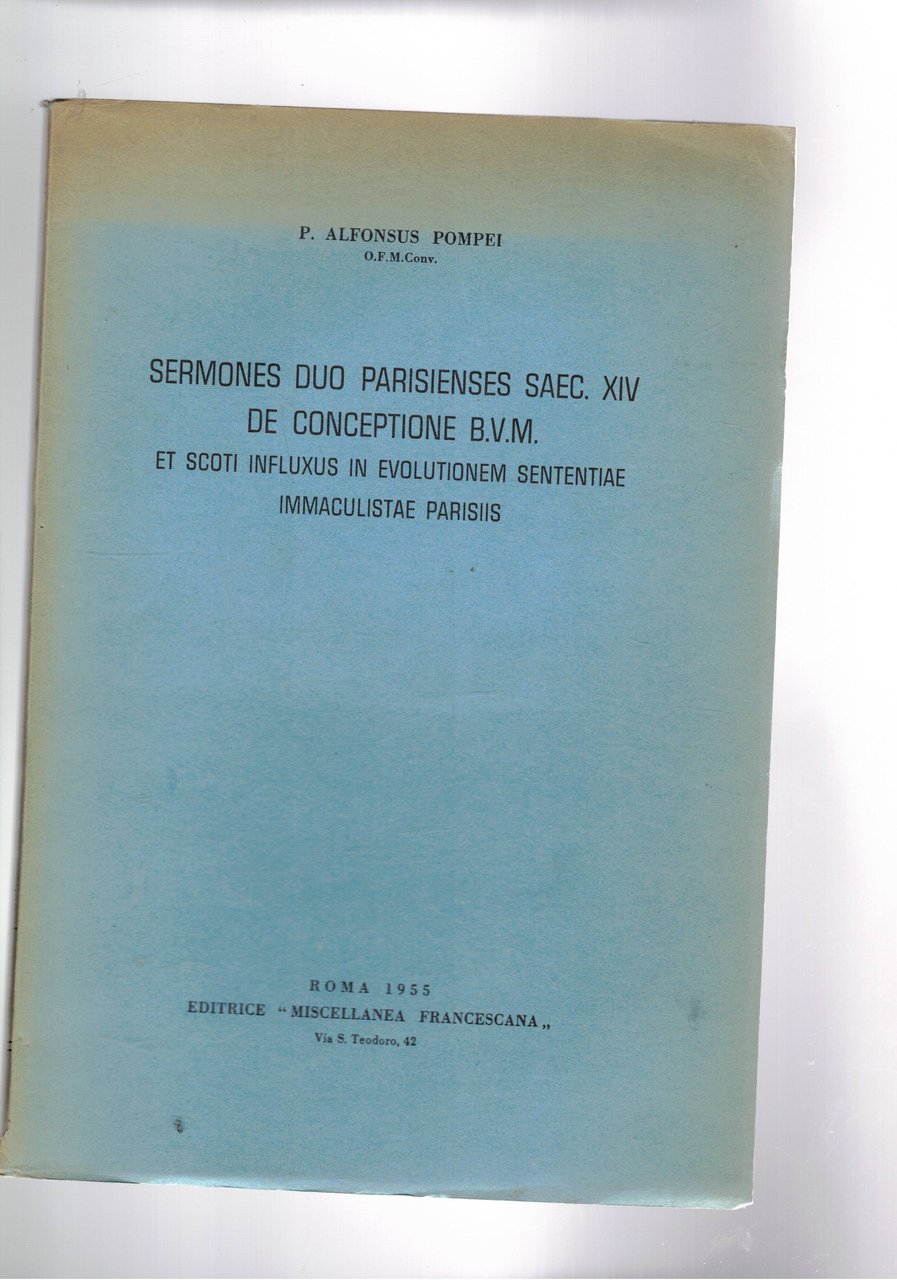 P. ALFONSUS POMPEI
O.F.M.Conv.
SERMONES DUO PARISIENSES SAEC. XIV
DE CONCEPTIONE B.V.M.
ET SCOTI INFLUXUS IN EVOLUTIONEM SENTENTIAE
IMMACULISTAE PARISIIS
ROMA 1955
EDITRICE “MISCELLANEA FRANCESCANA„
Via S. Teodoro, 42